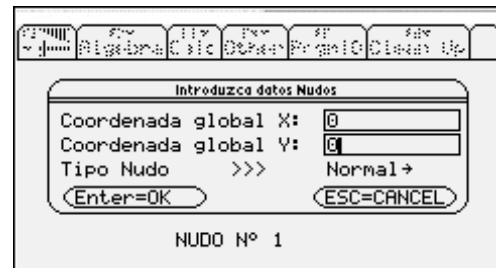 Algebra Calc Other PrgmIO Clean Up
Introduzca datos Nudos
Coordenada global X: 0
Coordenada global Y: 0
Tipo Nudo >>> Normal→
Enter=OK ESC=CANCEL
NUDO Nº 1